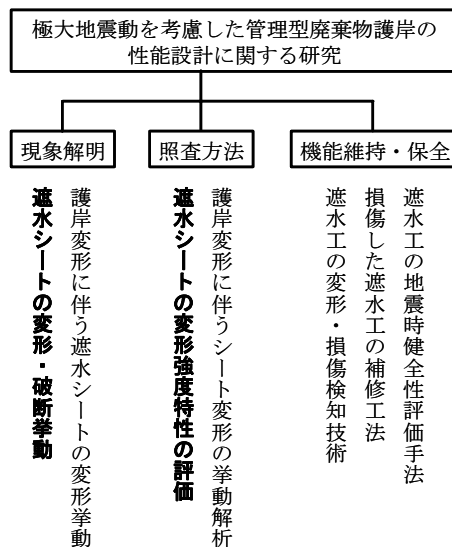 極大地震動を考慮した管理型廃棄物護岸の
性能設計に関する研究
現象解明
照査方法
機能維持・保全
護岸変形に伴う遮水シートの変形挙動
遮水シートの変形・破断挙動
護岸変形に伴うシート変形の挙動解析
遮水シートの変形強度特性の評価
遮水工の地震時健全性評価手法
損傷した遮水工の補修工法
遮水工の変形・損傷検知技術